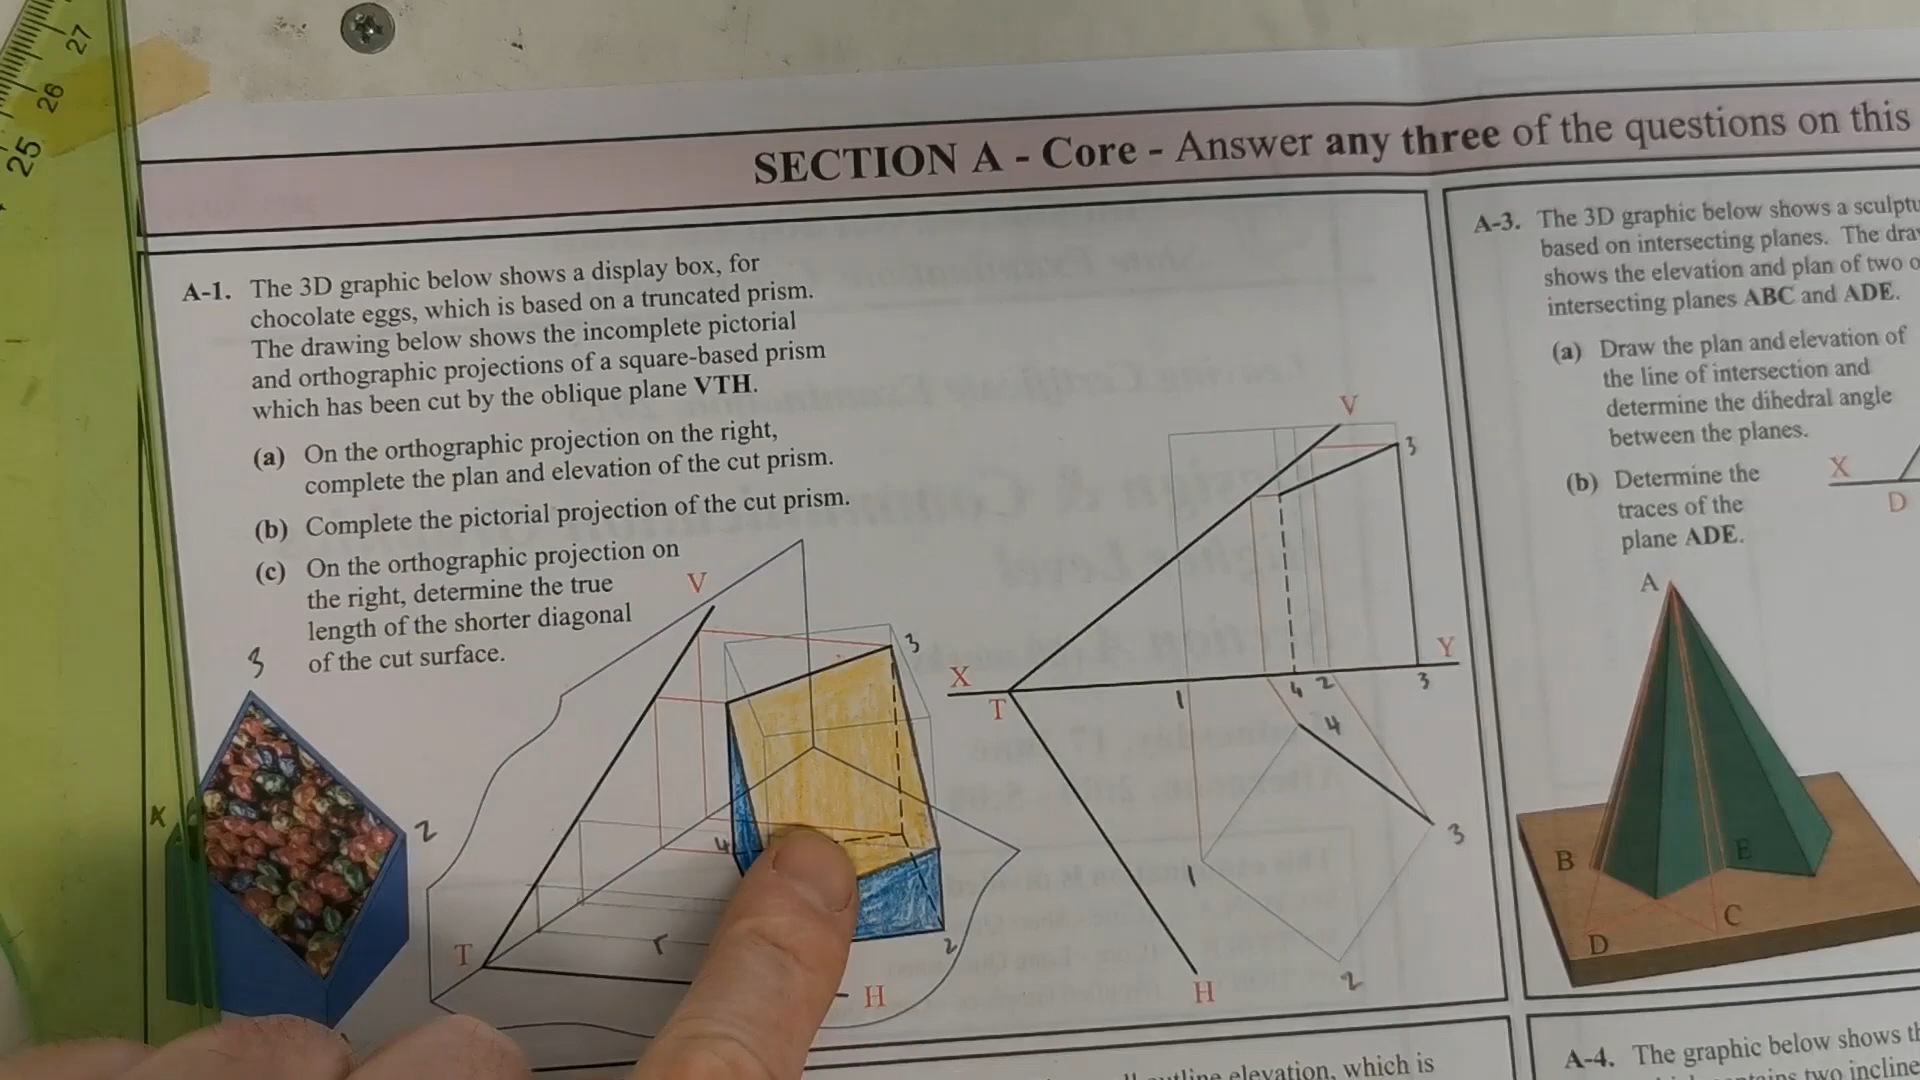 27
26
25
SECTION A - Core - Answer any three of the questions on this
A-1. The 3D graphic below shows a display box, for
chocolate eggs, which is based on a truncated prism.
The drawing below shows the incomplete pictorial
and orthographic projections of a square-based prism
which has been cut by the oblique plane VTH.
(a) On the orthographic projection on the right,
complete the plan and elevation of the cut prism.
(b) Complete the pictorial projection of the cut prism.
(c) On the orthographic projection on
the right, determine the true
length of the shorter diagonal
of the cut surface.
3
2
V
3
4
2
T
H
V
3
X
Y
T
1
4
2
3
4
3
1
2
H
A-3. The 3D graphic below shows a
based on intersecting planes. The
shows the elevation and plan of two
intersecting planes ABC and ADE.
(a) Draw the plan and elevation of
the line of intersection and
determine the dihedral angle
between the planes.
(b) Determine the
traces of the
plane ADE.
X
D
A
B
E
C
D
elevation, which is
A-4. The graphic below shows
two